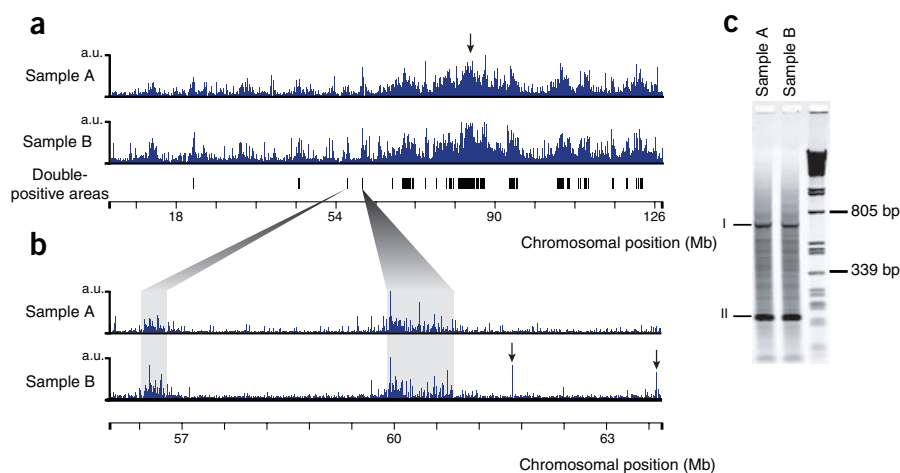 a
a.u.
Sample A
a.u.
Sample B
Double-
positive areas
18
54
90
126
Chromosomal position (Mb)
b
a.u.
Sample A
a.u.
Sample B
57
60
63
Chromosomal position (Mb)
c
Sample A
Sample B
I
805 bp
339 bp
II